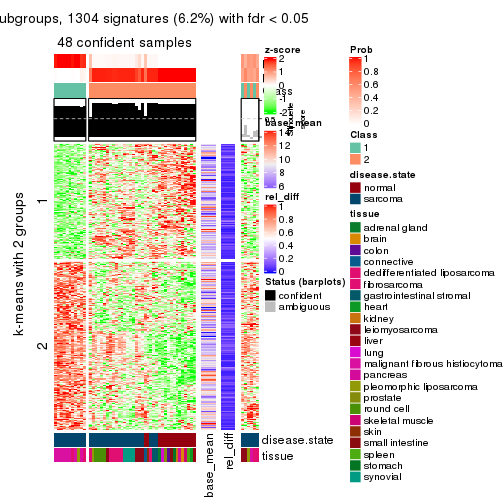 ubgroups, 1304 signatures (6.2%) with fdr < 0.05
48 confident samples
k-means with 2 groups
1
2
base_mean
rel_diff
disease.state
tissue
z-score
2
1
0
-1
-2
Class
Silhouette
score
base_mean
14
12
10
8
6
rel_diff
1
0.8
0.6
0.4
0.2
0
Status (barplots)
confident
ambiguous
Prob
1
0.8
0.6
0.4
0.2
0
Class
1
2
disease.state
normal
sarcoma
tissue
adrenal gland
brain
colon
connective
dedifferentiated liposarcoma
fibrosarcoma
gastrointestinal stromal
heart
kidney
leiomyosarcoma
liver
lung
malignant fibrous histiocytoma
pancreas
pleomorphic liposarcoma
prostate
round cell
skeletal muscle
skin
small intestine
spleen
stomach
synovial